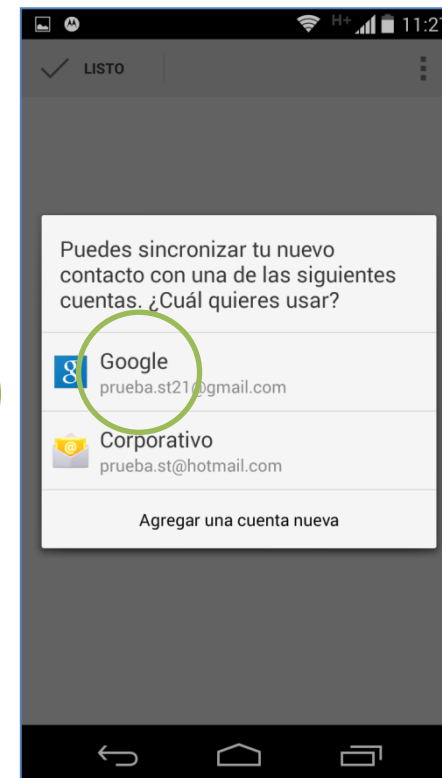 H+ 11:27
LISTO
Puedes sincronizar tu nuevo
contacto con una de las siguientes
cuentas. ¿Cuál quieres usar?
Google
prueba.st21@gmail.com
Corporativo
prueba.st@hotmail.com
Agregar una cuenta nueva